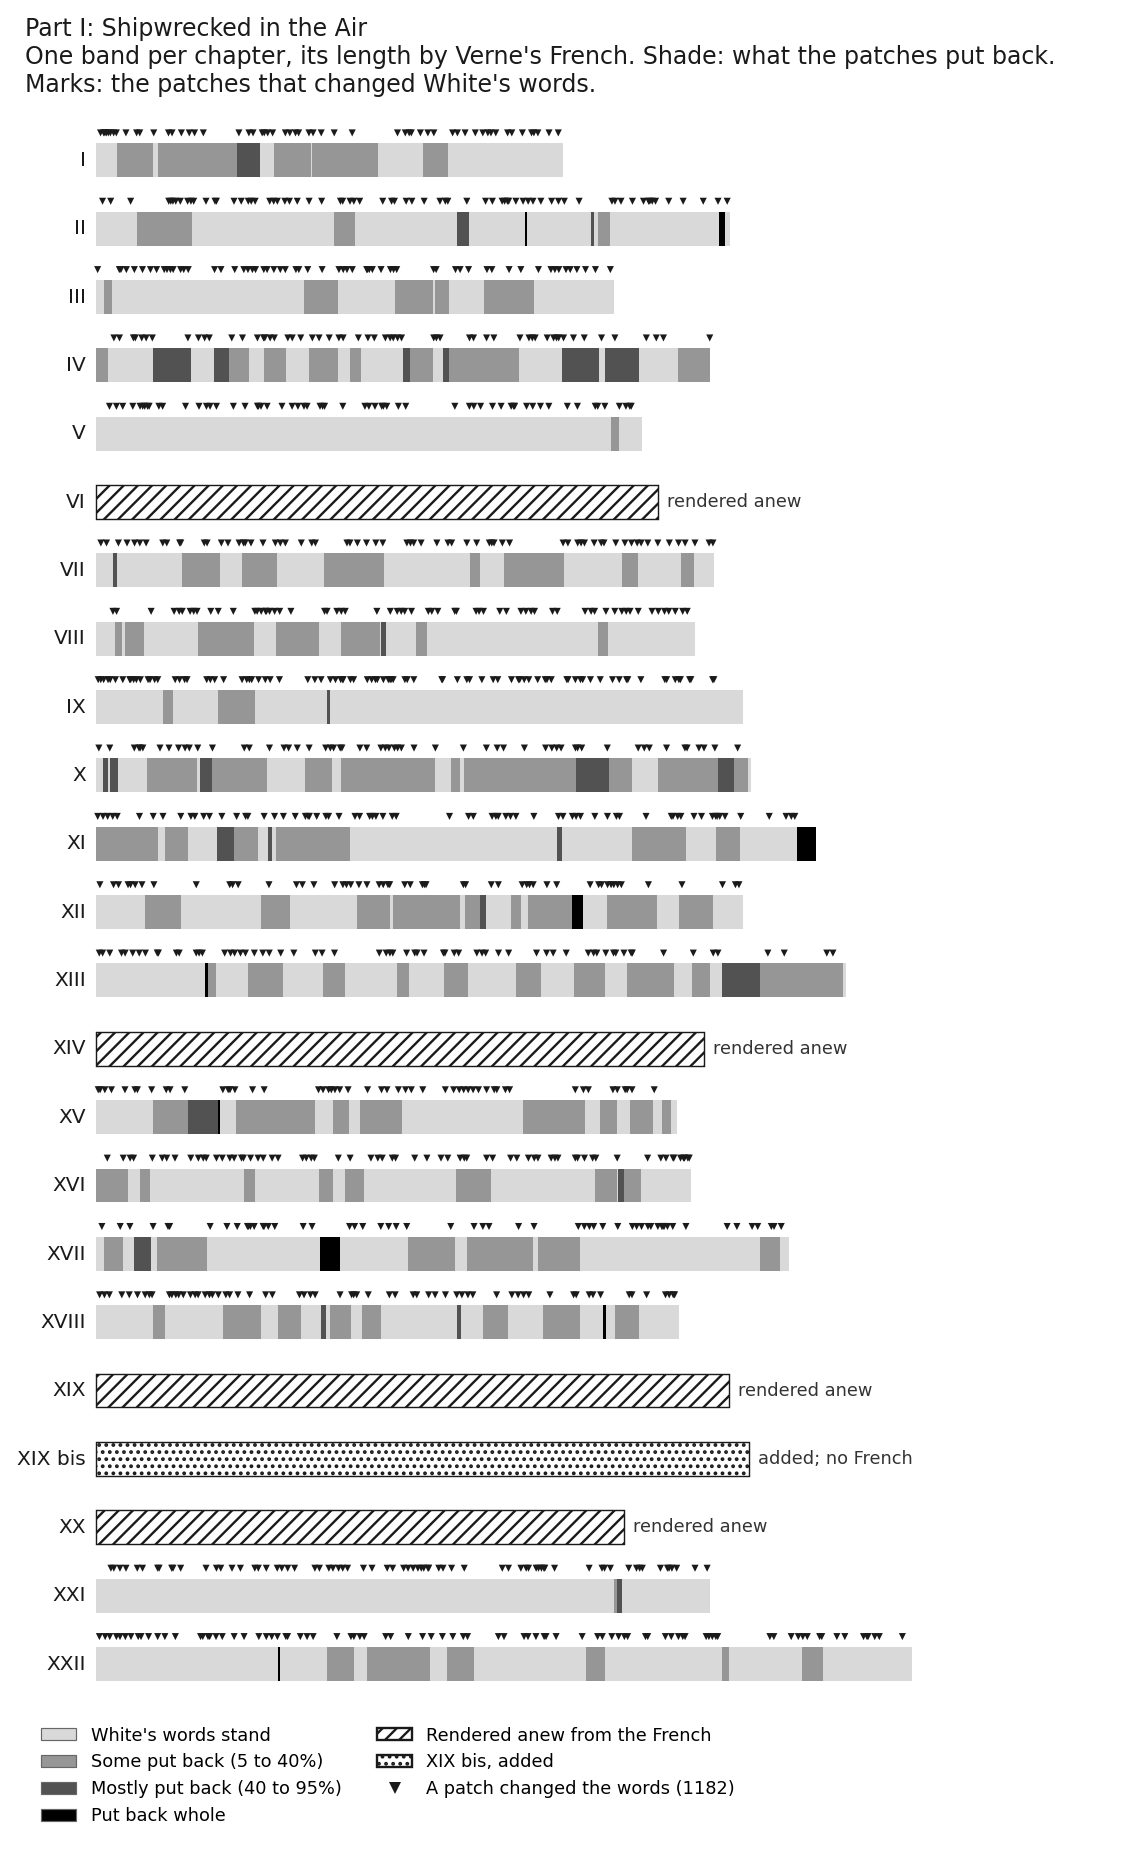 Part I: Shipwrecked in the Air
One band per chapter, its length by Verne's French. Shade: what the patches put back.
Marks: the patches that changed White's words.
I
II
III
IV
V
VI rendered anew
VII
VIII
IX
X
XI
XII
XIII
XIV rendered anew
XV
XVI
XVII
XVIII
XIX rendered anew
XIX bis added; no French
XX rendered anew
XXI
XXII
White's words stand
Some put back (5 to 40%)
Mostly put back (40 to 95%)
Put back whole
Rendered anew from the French
XIX bis, added
A patch changed the words (1182)